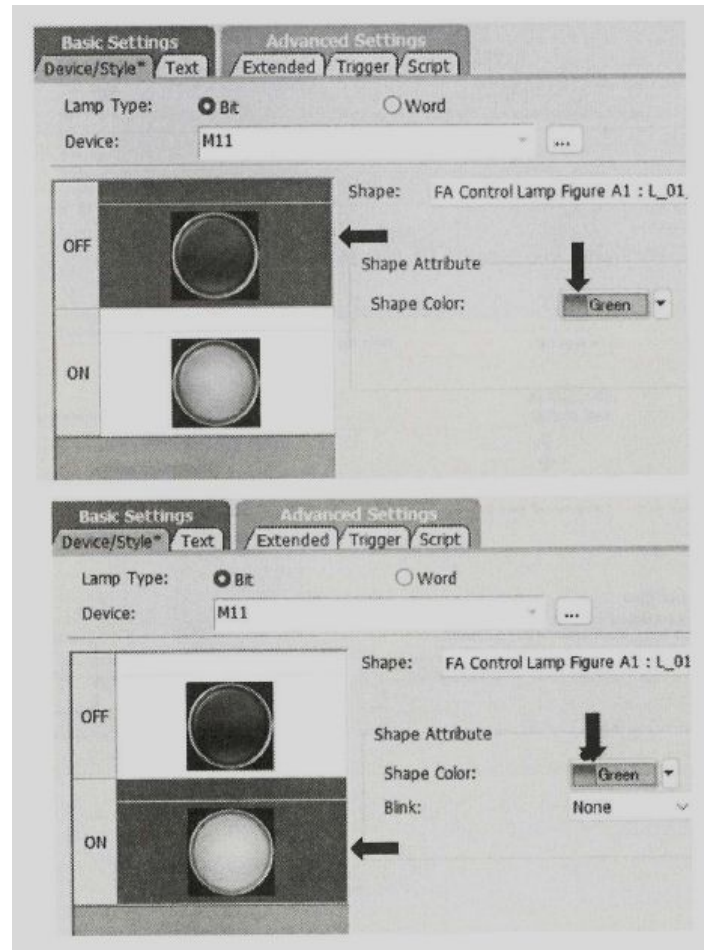 Basic Settings Advanced Settings
Device/Style* Text Extended Trigger Script
Lamp Type: Bit Word
Device: M11 ...
Shape: FA Control Lamp Figure A1 : L_01_
OFF
Shape Attribute
Shape Color: Green
ON
Basic Settings Advanced Settings
Device/Style* Text Extended Trigger Script
Lamp Type: Bit Word
Device: M11 ...
Shape: FA Control Lamp Figure A1 : L_01
OFF
Shape Attribute
Shape Color: Green
Blink: None
ON